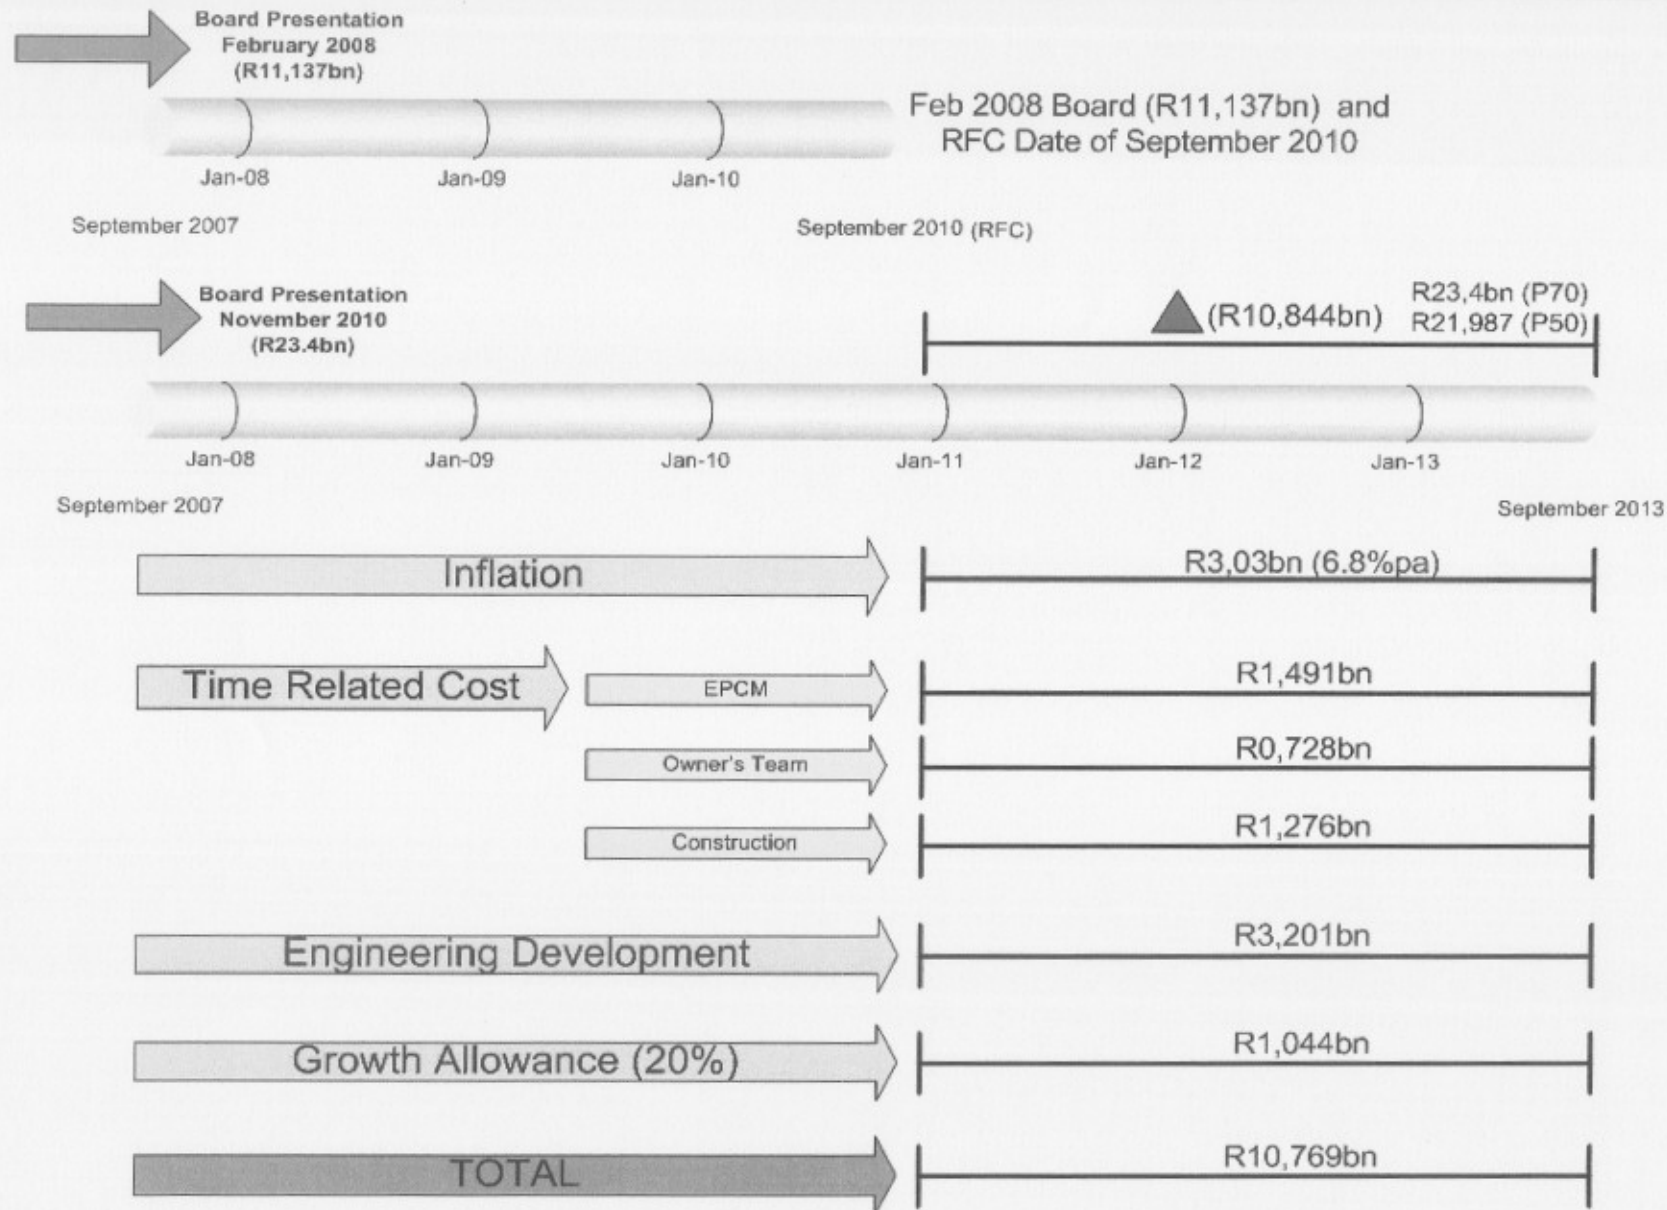 Board Presentation
February 2008
(R11,137bn)
Feb 2008 Board (R11,137bn) and
RFC Date of September 2010
Jan-08
Jan-09
Jan-10
September 2007
September 2010 (RFC)
Board Presentation
November 2010
(R23.4bn)
(R10,844bn)
R23,4bn (P70)
R21,987 (P50)
Jan-08
Jan-09
Jan-10
Jan-11
Jan-12
Jan-13
September 2007
September 2013
Inflation
R3,03bn (6.8%pa)
Time Related Cost
EPCM
R1,491bn
Owner's Team
R0,728bn
Construction
R1,276bn
Engineering Development
R3,201bn
Growth Allowance (20%)
R1,044bn
TOTAL
R10,769bn